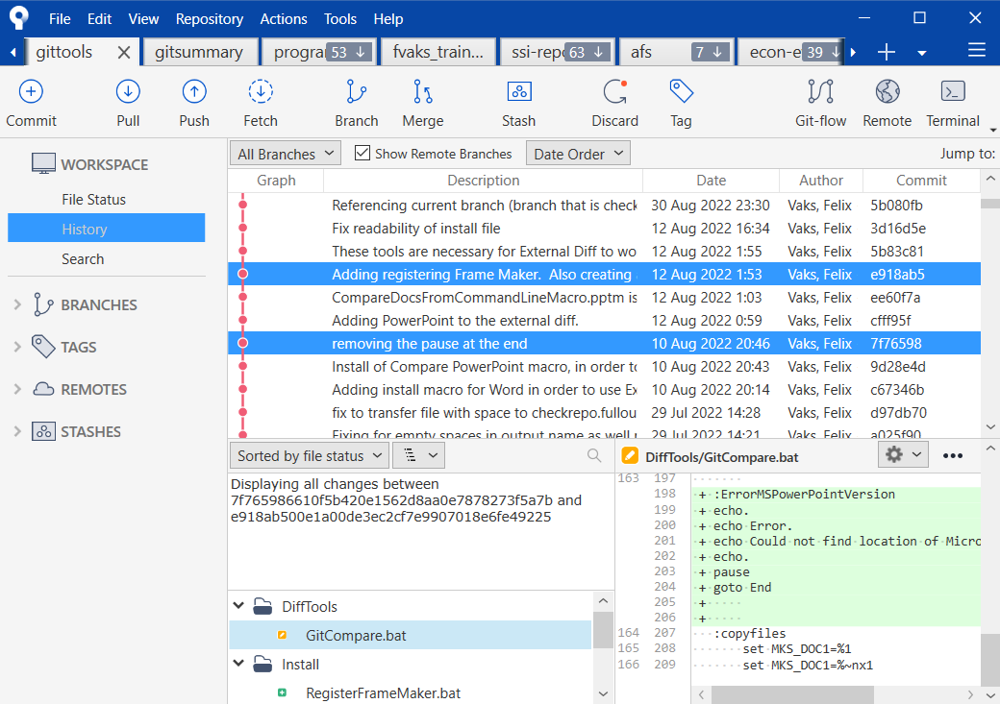 File Edit View Repository Actions Tools Help
gittools gitsummary progra 53 fvaks_train... ssi-rep 63 afs 7 econ-e 39
Commit Pull Push Fetch Branch Merge Stash Discard Tag Git-flow Remote Terminal
WORKSPACE
File Status
History
Search
BRANCHES
TAGS
REMOTES
STASHES
All Branches Show Remote Branches Date Order Jump to:
Graph Description Date Author Commit
Referencing current branch (branch that is check 30 Aug 2022 23:30 Vaks, Felix 5b080fb
Fix readability of install file 12 Aug 2022 16:34 Vaks, Felix 3d16d5e
These tools are necessary for External Diff to wo 12 Aug 2022 1:55 Vaks, Felix 5b83c81
Adding registering Frame Maker. Also creating 12 Aug 2022 1:53 Vaks, Felix e918ab5
CompareDocsFromCommandLineMacro.pptm is 12 Aug 2022 1:03 Vaks, Felix ee60f7a
Adding PowerPoint to the external diff. 12 Aug 2022 0:59 Vaks, Felix cfff95f
removing the pause at the end 10 Aug 2022 20:46 Vaks, Felix 7f76598
Install of Compare PowerPoint macro, in order to 10 Aug 2022 20:43 Vaks, Felix 9d28e4d
Adding install macro for Word in order to use Ex 10 Aug 2022 20:14 Vaks, Felix c67346b
fix to transfer file with space to checkrepo.fullou 29 Jul 2022 14:28 Vaks, Felix d97db70
Fixing for empty spaces in output name as well 29 Jul 2022 14:21 Vaks, Felix a025f90
Sorted by file status
Displaying all changes between
7f765986610f5b420e1562d8aa0e7878273f5a7b and
e918ab500e1a00de3ec2cf7e9907018e6fe49225
DiffTools
GitCompare.bat
Install
RegisterFrameMaker.bat
DiffTools/GitCompare.bat
163 197
198 + :ErrorMSPowerPointVersion
199 + echo.
200 + echo Error.
201 + echo Could not find location of Micro
202 + echo.
203 + pause
204 + goto End
205 +
206 +
164 207 :copyfiles
165 208 set MKS_DOC1=%1
166 209 set MKS_DOC1=%~nx1